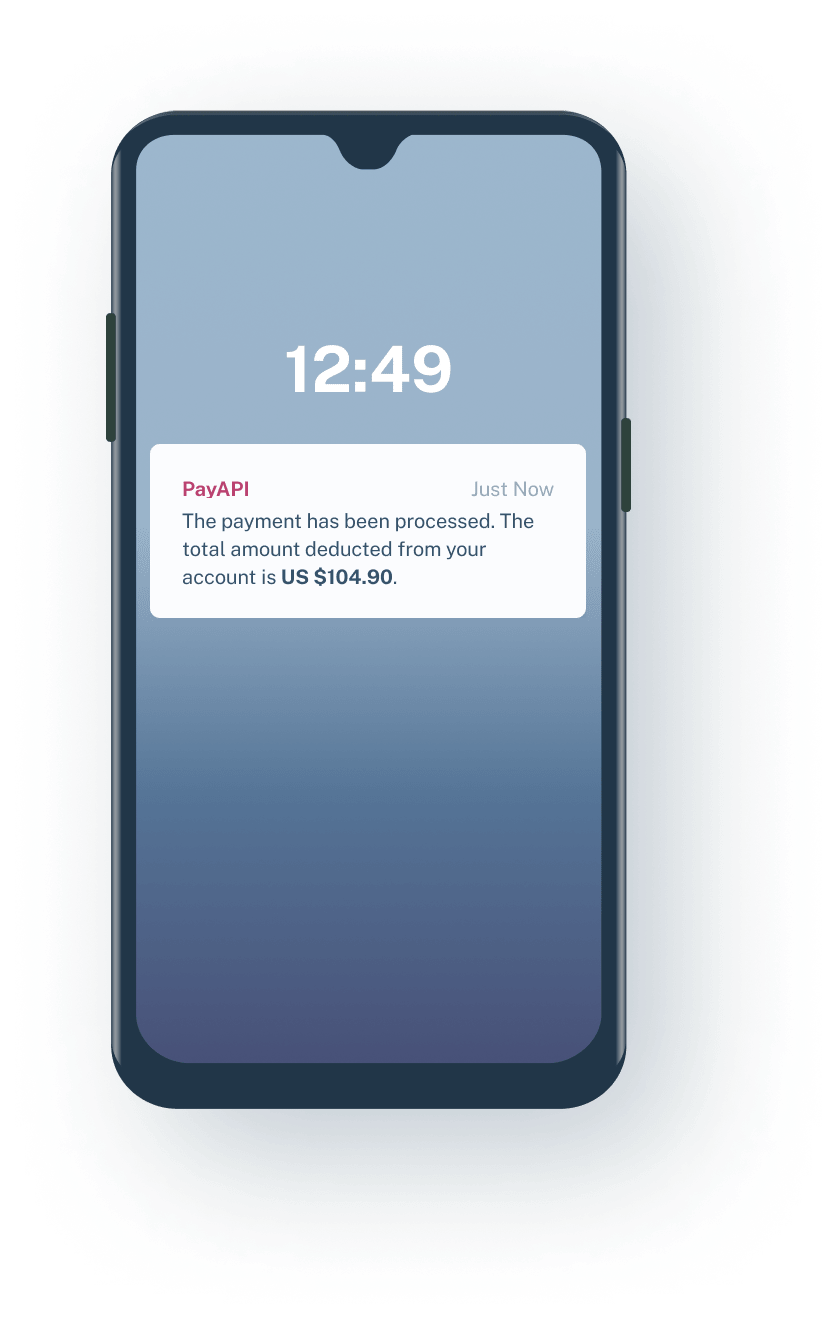 12:49
PayAPI Just Now
The payment has been processed. The
total amount deducted from your
account is US $104.90.